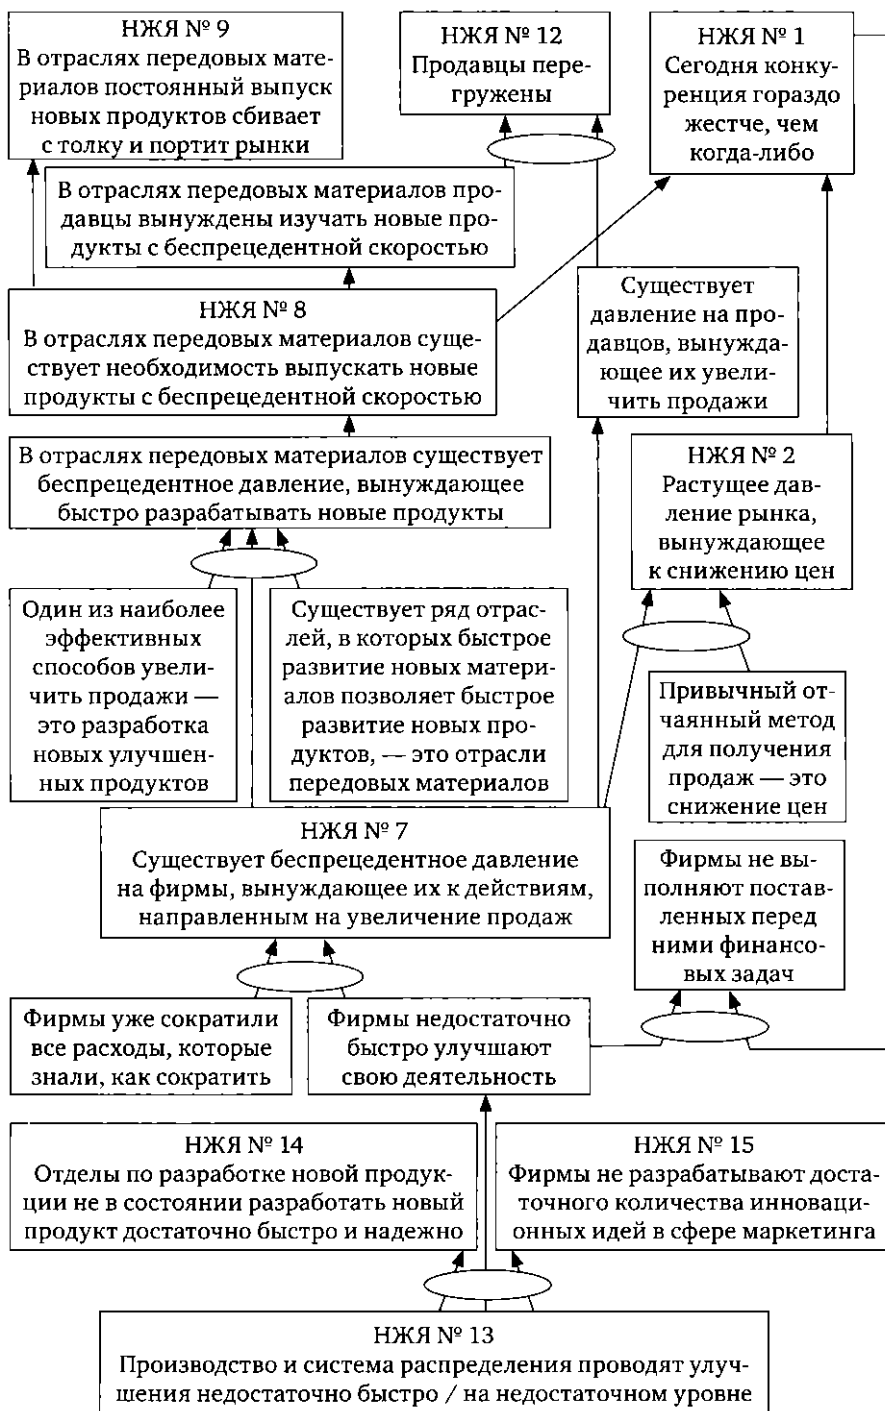 НЖЯ № 9
В отраслях передовых мате-
риалов постоянный выпуск
новых продуктов сбивает
с толку и портит рынки
НЖЯ № 12
Продавцы пере-
гружены
НЖЯ № 1
Сегодня конку-
ренция гораздо
жестче, чем
когда-либо
В отраслях передовых материалов про-
давцы вынуждены изучать новые про-
дукты с беспрецедентной скоростью
НЖЯ № 8
В отраслях передовых материалов суще-
ствует необходимость выпускать новые
продукты с беспрецедентной скоростью
Существует
давление на про-
давцов, вынужда-
ющее их увели-
чить продажи
В отраслях передовых материалов существует
беспрецедентное давление, вынуждающее
быстро разрабатывать новые продукты
НЖЯ № 2
Растущее дав-
ление рынка,
вынуждающее
к снижению цен
Один из наиболее
эффективных
способов увели-
чить продажи —
это разработка
новых улучшен-
ных продуктов
Существует ряд отрас-
лей, в которых быстрое
развитие новых матери-
алов позволяет быстрое
развитие новых про-
дуктов, — это отрасли
передовых материалов
Привычный от-
чаянный метод
для получения
продаж — это
снижение цен
НЖЯ № 7
Существует беспрецедентное давление
на фирмы, вынуждающее их к действиям,
направленным на увеличение продаж
Фирмы не вы-
полняют постав-
ленных перед
ними финансо-
вых задач
Фирмы уже сократили
все расходы, которые
знали, как сократить
Фирмы недостаточно
быстро улучшают
свою деятельность
НЖЯ № 14
Отделы по разработке новой продук-
ции не в состоянии разработать новый
продукт достаточно быстро и надежно
НЖЯ № 15
Фирмы не разрабатывают доста-
точного количества инноваци-
онных идей в сфере маркетинга
НЖЯ № 13
Производство и система распределения проводят улуч-
шения недостаточно быстро / на недостаточном уровне